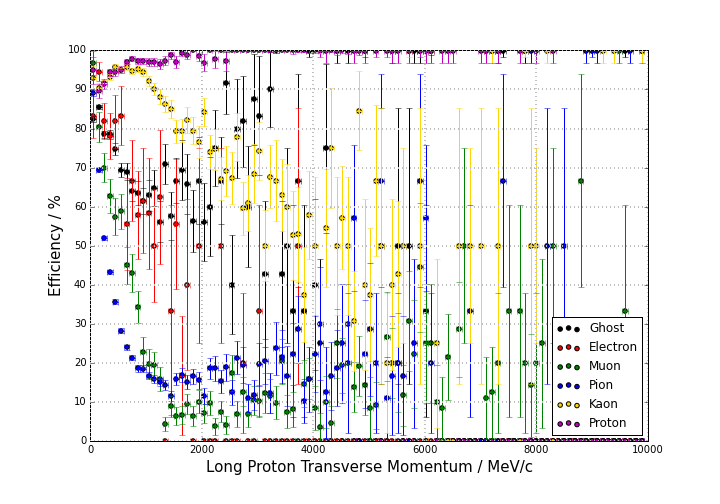 100
90
80
70
60
50
40
30
20
10
0
Efficiency / %
Ghost
Electron
Muon
Pion
Kaon
Proton
0 2000 4000 6000 8000 10000
Long Proton Transverse Momentum / MeV/c